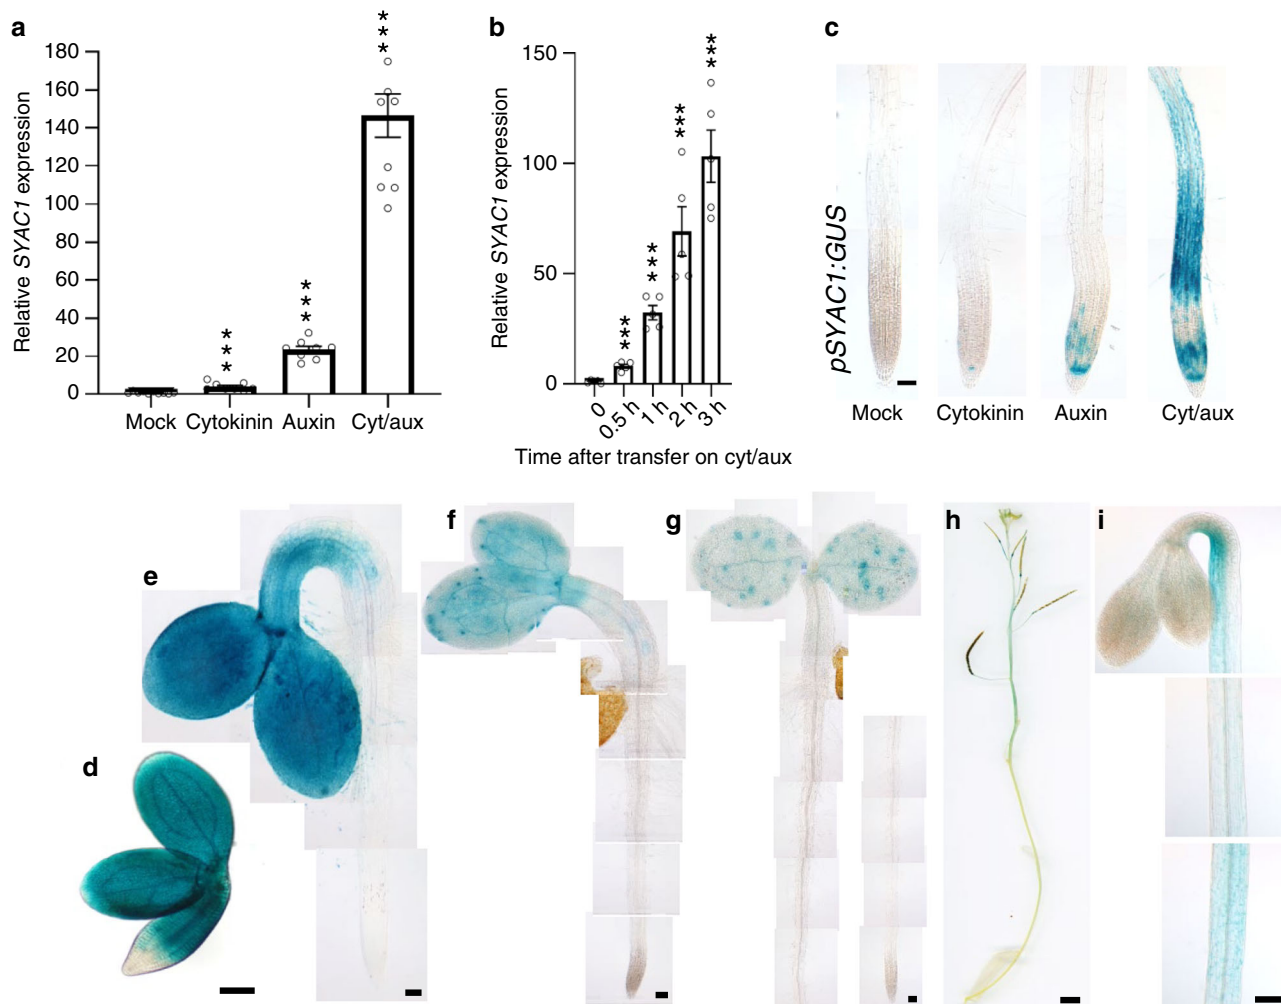 a
Relative SYAC1 expression
180
160
140
120
100
80
60
40
20
0
***
***
***
Mock Cytokinin Auxin Cyt/aux
b
Relative SYAC1 expression
150
100
50
0
***
***
***
***
0 0.5 h 1 h 2 h 3 h
Time after transfer on cyt/aux
c
pSYAC1:GUS
Mock Cytokinin Auxin Cyt/aux
d
e
f
g
h
i